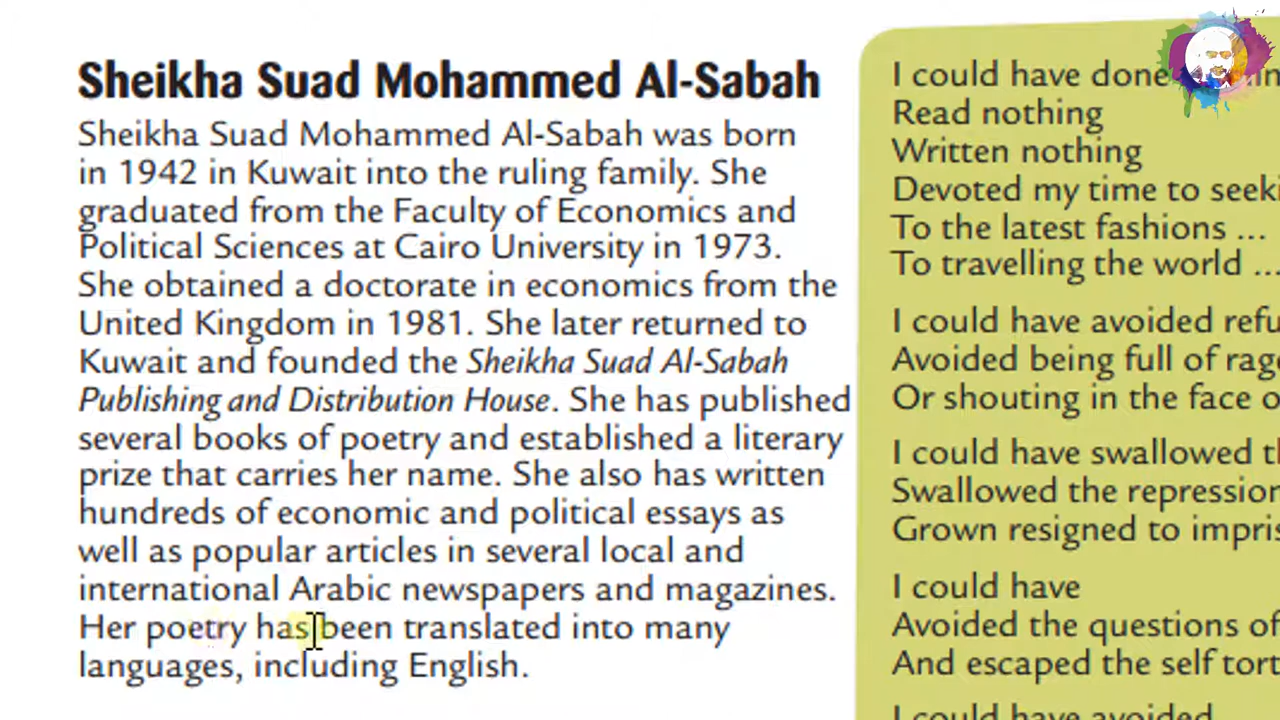 Sheikha Suad Mohammed Al-Sabah
Sheikha Suad Mohammed Al-Sabah was born
in 1942 in Kuwait into the ruling family. She
graduated from the Faculty of Economics and
Political Sciences at Cairo University in 1973.
She obtained a doctorate in economics from the
United Kingdom in 1981. She later returned to
Kuwait and founded the Sheikha Suad Al-Sabah
Publishing and Distribution House. She has published
several books of poetry and established a literary
prize that carries her name. She also has written
hundreds of economic and political essays as
well as popular articles in several local and
international Arabic newspapers and magazines.
Her poetry has been translated into many
languages, including English.
I could have done
Read nothing
Written nothing
Devoted my time to
To the latest fashions ...
To travelling the world ...
I could have avoided
Avoided being full of
Or shouting in the face
I could have swallowed
Swallowed the
Grown resigned to
I could have
Avoided the questions of
And escaped the self
I could have avoided